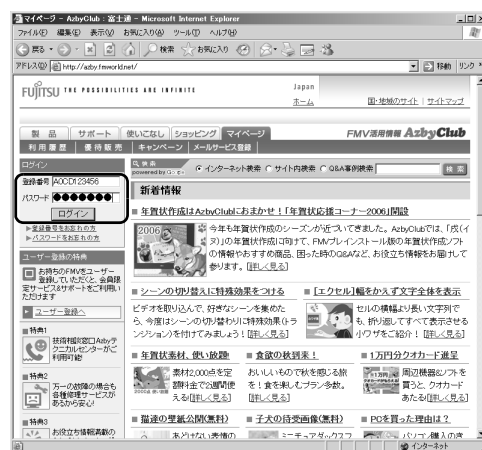 マイページ - AzbyClub : 富士通 - Microsoft Internet Explorer
ファイル(F) 編集(E) 表示(V) お気に入り(A) ツール(T) ヘルプ(H)
戻る 検索 お気に入り
アドレス(D) http://azby.fmworld.net/ 移動 リンク
FUJITSU THE POSSIBILITIES ARE INFINITE
Japan
ホーム 国・地域のサイト | サイトマップ
製品 サポート 使いこなし ショッピング マイページ FMV活用情報 AzbyClub
利用履歴 優待販売 キャンペーン メールサービス登録
ログイン
登録番号 A0CD123456
パスワード ●●●●●●●
ログイン
▶登録番号をお忘れの方
▶パスワードをお忘れの方
ユーザー登録の特典
お持ちのFMVをユーザー
登録していただくと、会員限
定サービス&サポートをご利用い
ただけます
ユーザー登録へ
特典1
技術相談窓口Azbyテ
クニカルセンターがご
利用可能
特典2
万一の故障の場合も
各種修理サービスが
あるから安心!
特典3
お役立ち情報満載の
検索
powered by Google
インターネット検索 サイト内検索 Q&A事例検索 検索
新着情報
年賀状作成はAzbyClubにおまかせ!「年賀状応援コーナー2006」開設
2006
今年も年賀状作成のシーズンが近づいてきました。AzbyClubでは、「戌(イ
ヌ)」の年賀状作成に向けて、FMVプレインストール版の年賀状作成ソフト
の情報やおすすめの商品、困った時のQ&Aなど、お役立ち情報をお届けして
参ります。[詳しく見る]
シーンの切り替えに特殊効果をつける
ビデオを取り込んで、好きなシーンを集めた
ら、今度はシーンの切り替わりに特殊効果(トラ
ンジション)を付けてみましょう![詳しく見る]
[エクセル]幅をかえず文字全体を表示
セルの横幅より長い文字列で
も、折り返してすべて表示させる
小ワザをご紹介![詳しく見る]
年賀状素材、使い放題!
素材2,000点を定
額料金で2週間使
える[詳しく見る]
食欲の秋到来!
おいしいもので秋を感じる旅
を!食を楽しむプラン多数。
[詳しく見る]
1万円分クオカード進呈
周辺機器&ソフトを
買うと、クオカード
あたる[詳しく見る]
猫達の壁紙公開(無料)
あどけない表情の
子犬の待受画像(無料)
ミニチュアダックスフ
PCを買った理由は?
パソコン購入のき
インターネット